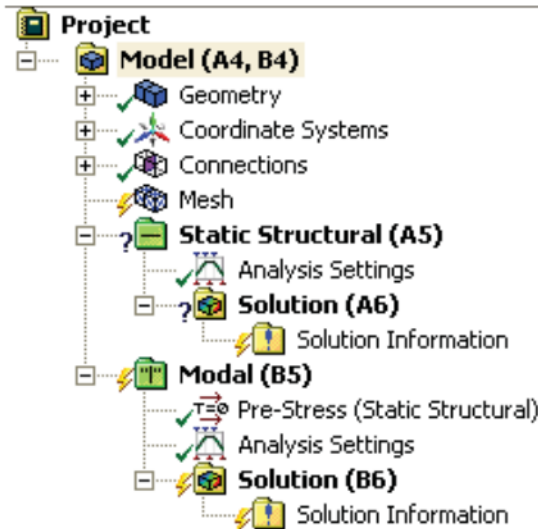 Project
Model (A4, B4)
Geometry
Coordinate Systems
Connections
Mesh
? Static Structural (A5)
Analysis Settings
? Solution (A6)
Solution Information
Modal (B5)
T=0 Pre-Stress (Static Structural)
Analysis Settings
Solution (B6)
Solution Information